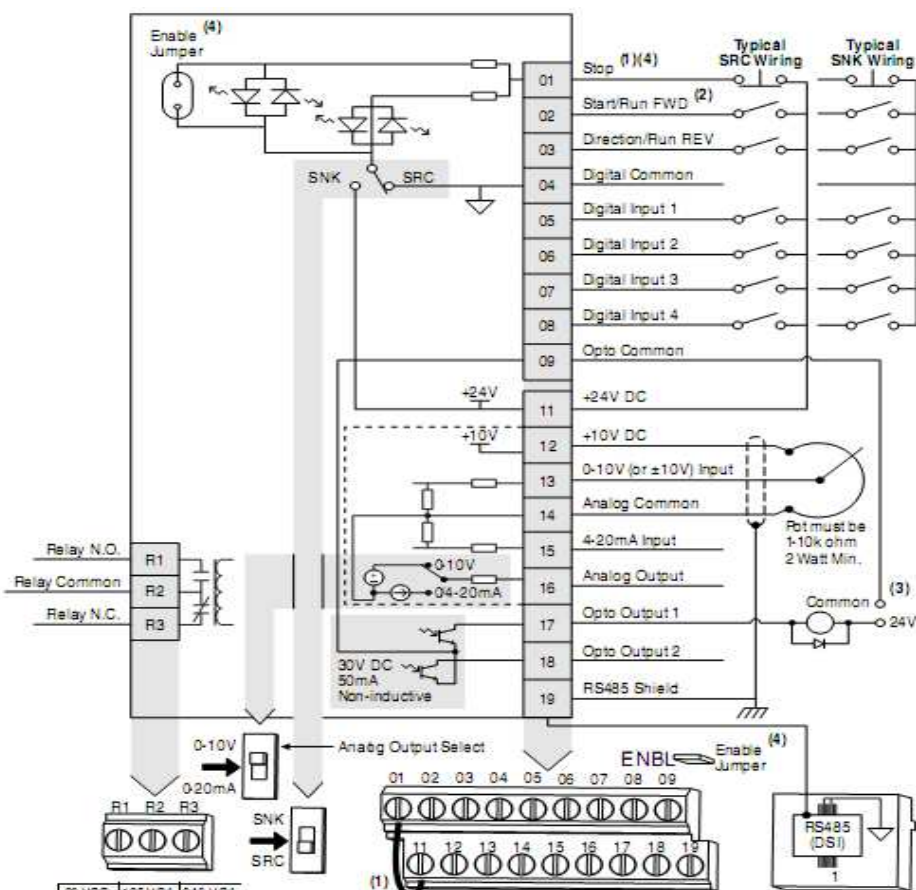 Enable (4)
Jumper
Typical
SRC Wiring
Typical
SNK Wiring
01
Stop (1)(4)
02
Start/Run FWD (2)
03
Direction/Run REV
SNK
SRC
04
Digital Common
05
Digital Input 1
06
Digital Input 2
07
Digital Input 3
08
Digital Input 4
09
Opto Common
+24V
11
+24V DC
+10V
12
+10V DC
13
0-10V (or ±10V) Input
14
Analog Common
Pot must be
1-10k ohm
2 Watt Min.
15
4-20mA Input
Relay N.O.
R1
Relay Common
R2
Relay N.C.
R3
0-10V
0/4-20mA
16
Analog Output
Common
(3)
24V
17
Opto Output 1
18
Opto Output 2
30V DC
50mA
Non-inductive
19
RS485 Shield
0-10V
0-20mA
Analog Output Select
ENBL
Enable (4)
Jumper
01 02 03 04 05 06 07 08 09
R1 R2 R3
SNK
SRC
11 12 13 14 15 16 17 18 19
(1)
RS485
(DSI)
1